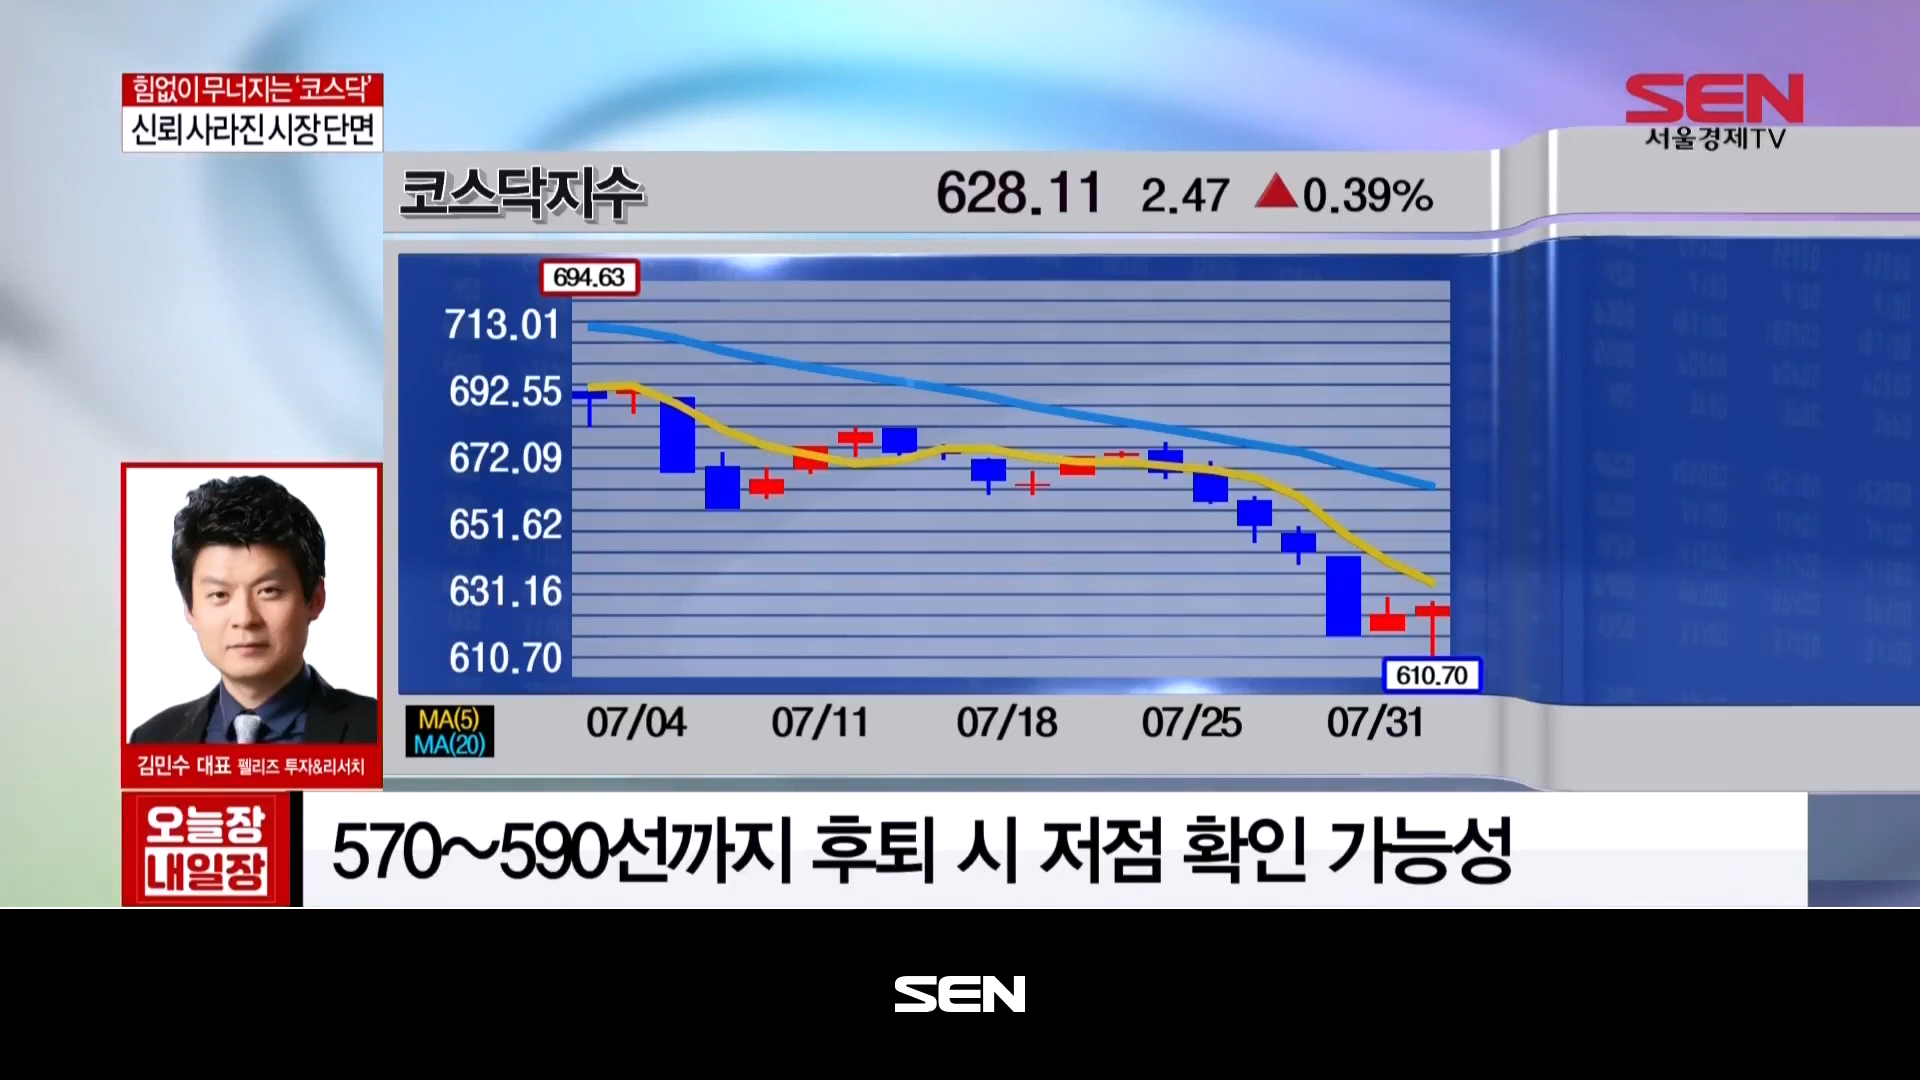 힘없이 무너지는 '코스닥'
신뢰 사라진 시장 단면
SEN
서울경제TV
코스닥지수 628.11 2.47 ▲0.39%
694.63
713.01
692.55
672.09
651.62
631.16
610.70
610.70
MA(5)
MA(20)
07/04 07/11 07/18 07/25 07/31
김민수 대표 펠리즈 투자&리서치
오늘장
내일장
570~590선까지 후퇴 시 저점 확인 가능성
SEN